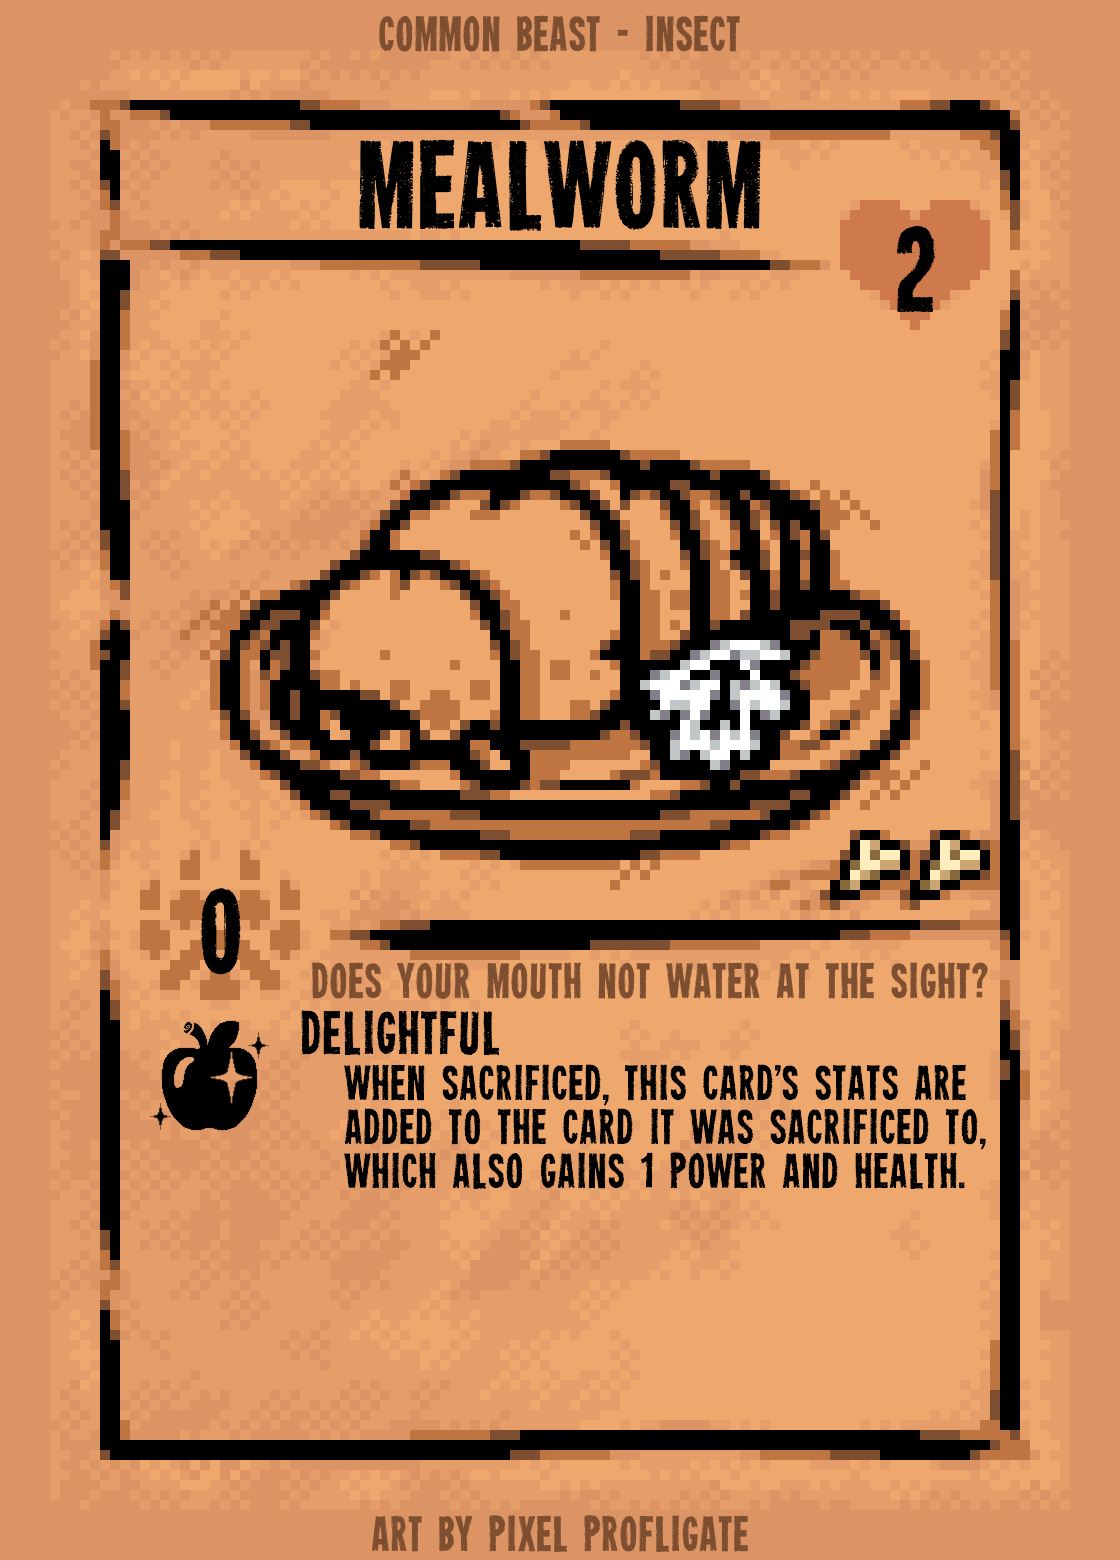 COMMON BEAST - INSECT
MEALWORM
2
0
DOES YOUR MOUTH NOT WATER AT THE SIGHT?
DELIGHTFUL
WHEN SACRIFICED, THIS CARD'S STATS ARE
ADDED TO THE CARD IT WAS SACRIFICED TO,
WHICH ALSO GAINS 1 POWER AND HEALTH.
ART BY PIXEL PROFLIGATE